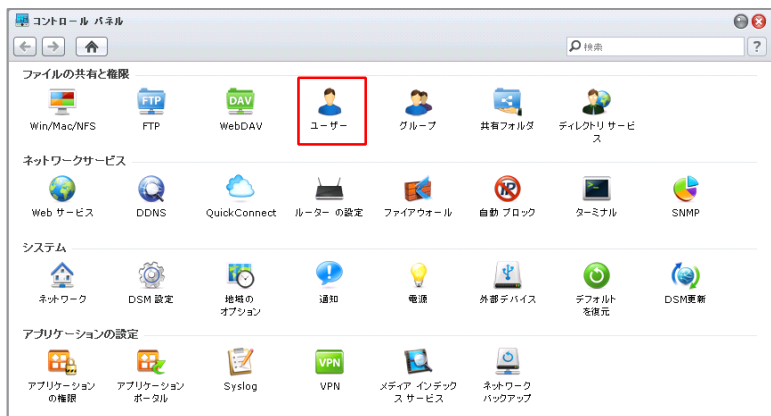 コントロール パネル
検索
?
ファイルの共有と権限
FTP
DAV
Win/Mac/NFS
FTP
WebDAV
ユーザー
グループ
共有フォルダ
ディレクトリ サービ
ス
ネットワークサービス
IP
Web サービス
DDNS
QuickConnect
ルーター の設定
ファイアウォール
自動 ブロック
ターミナル
SNMP
システム
ネットワーク
DSM 設定
地域の
オプション
通知
電源
外部デバイス
デフォルト
を復元
DSM更新
アプリケーションの設定
VPN
アプリケーション
の権限
アプリケーション
ポータル
Syslog
VPN
メディア インデック
ス サービス
ネットワーク
バックアップ